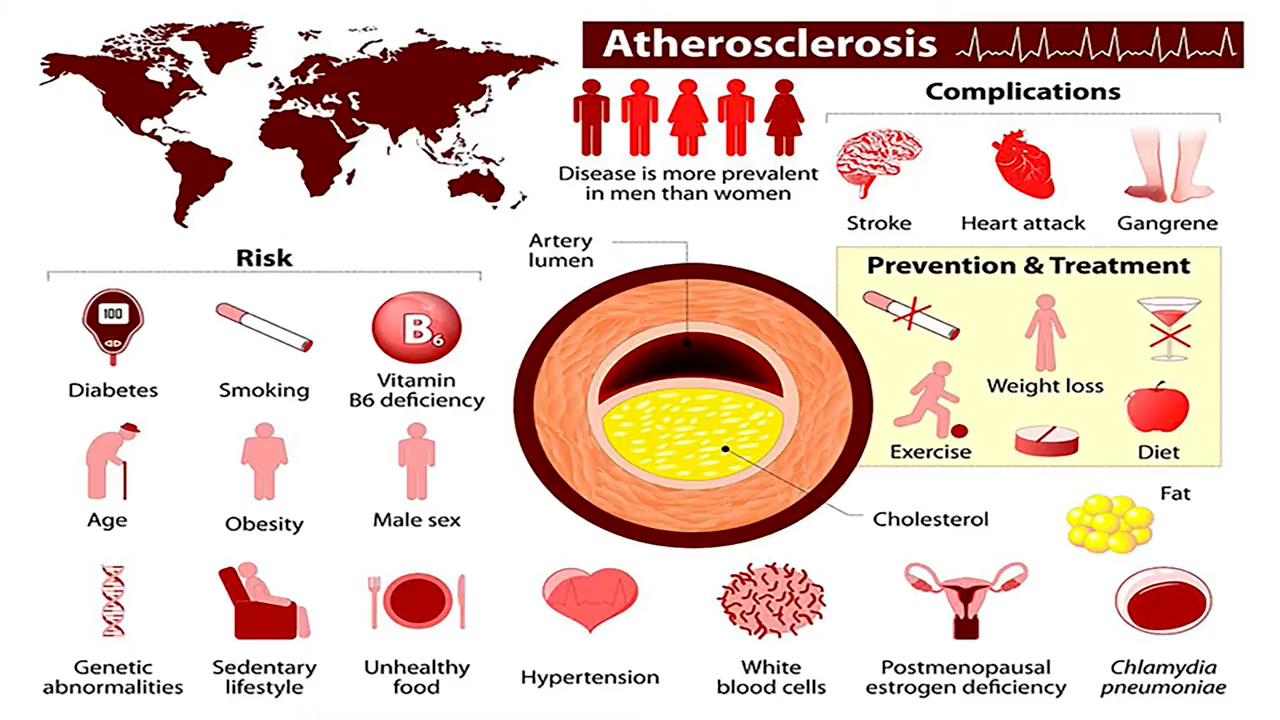 Atherosclerosis
Disease is more prevalent
in men than women
Complications
Stroke
Heart attack
Gangrene
Risk
100
Diabetes
Smoking
B6
Vitamin
B6 deficiency
Age
Obesity
Male sex
Artery
lumen
Cholesterol
Prevention & Treatment
Weight loss
Exercise
Diet
Fat
Genetic
abnormalities
Sedentary
lifestyle
Unhealthy
food
Hypertension
White
blood cells
Postmenopausal
estrogen deficiency
Chlamydia
pneumoniae